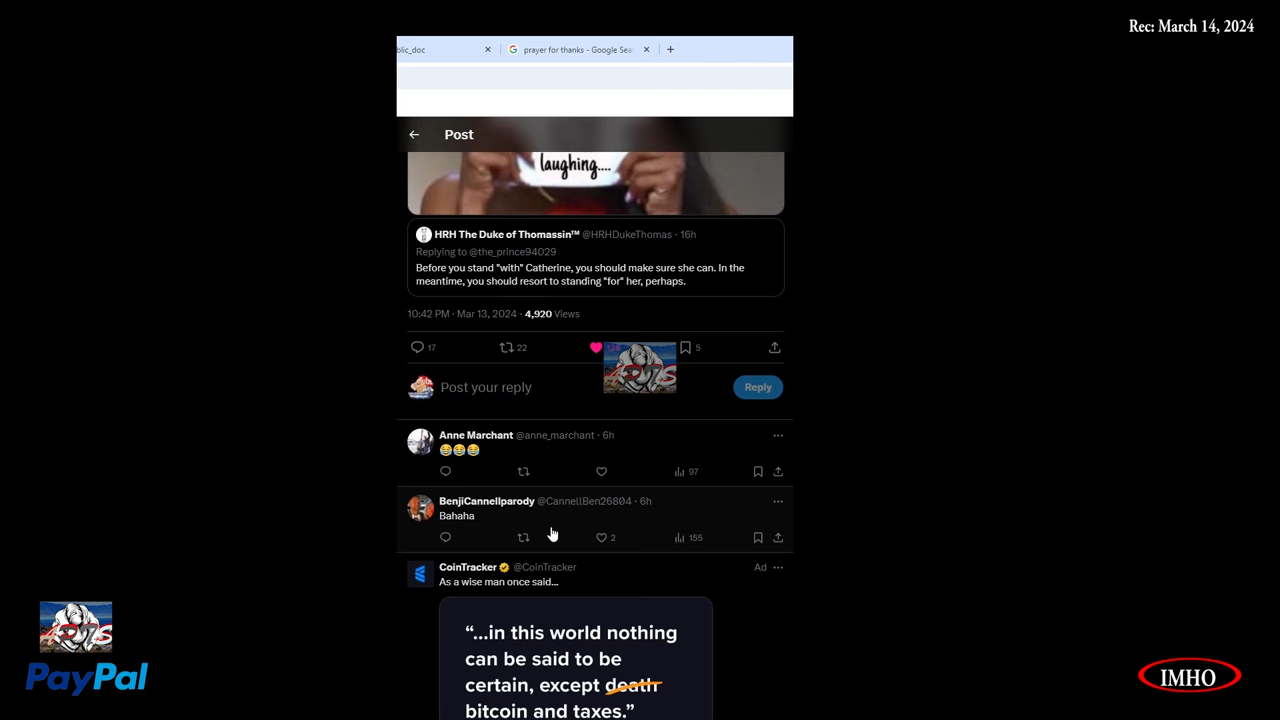 Rec: March 14, 2024
blic_doc
prayer for thanks - Google Sea
Post
laughing....
HRH The Duke of Thomassin™ @HRHDukeThomas · 16h
Replying to @the_prince94029
Before you stand "with" Catherine, you should make sure she can. In the
meantime, you should resort to standing "for" her, perhaps.
10:42 PM · Mar 13, 2024 · 4,920 Views
17 22 138 5
Post your reply
Reply
Anne Marchant @anne_marchant · 6h
😂😂😂
97
BenjiCannellparody @CannellBen26804 · 6h
Bahaha
2 155
CoinTracker @CoinTracker Ad
As a wise man once said...
“...in this world nothing
can be said to be
certain, except death
bitcoin and taxes.”
PayPal
IMHO